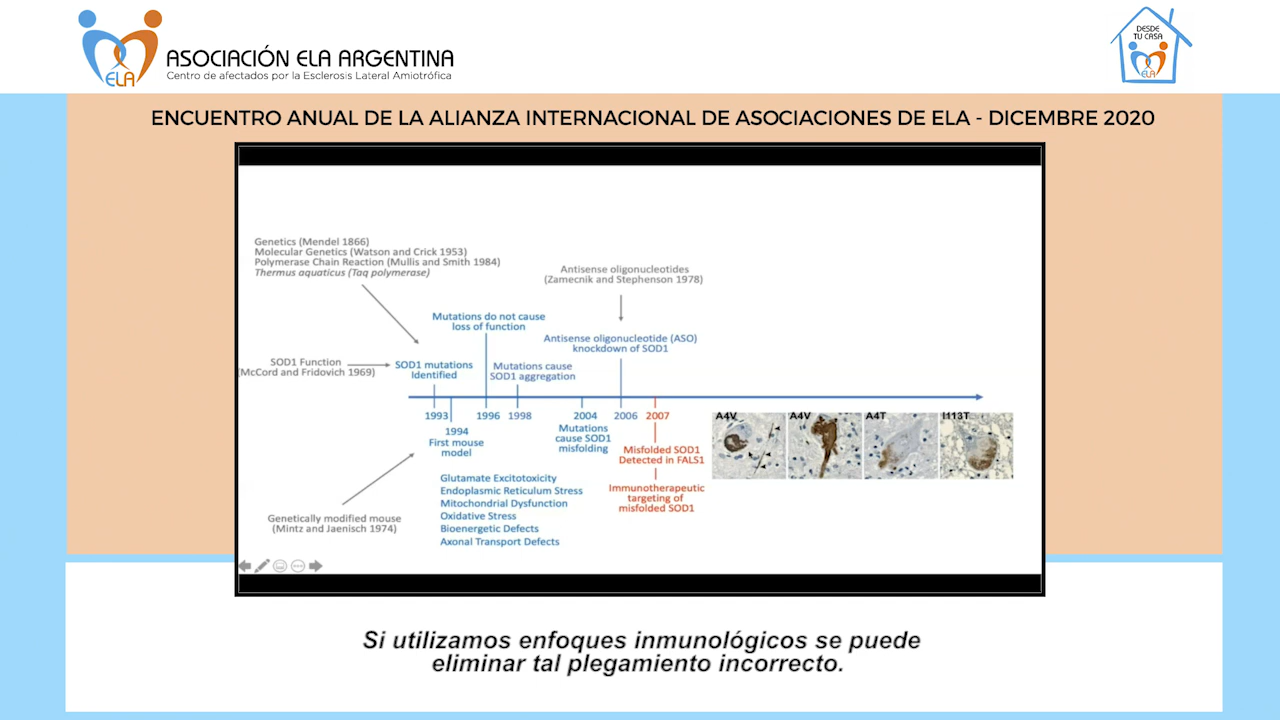 ELA
ASOCIACIÓN ELA ARGENTINA
Centro de afectados por la Esclerosis Lateral Amiotrófica
DESDE
TU CASA
ELA
ENCUENTRO ANUAL DE LA ALIANZA INTERNACIONAL DE ASOCIACIONES DE ELA - DICEMBRE 2020
Genetics (Mendel 1866)
Molecular Genetics (Watson and Crick 1953)
Polymerase Chain Reaction (Mullis and Smith 1984)
Thermus aquaticus (Taq polymerase)
Antisense oligonucleotides
(Zamecnik and Stephenson 1978)
Mutations do not cause
loss of function
Antisense oligonucleotide (ASO)
knockdown of SOD1
SOD1 Function
(McCord and Fridovich 1969)
SOD1 mutations
Identified
Mutations cause
SOD1 aggregation
1993
1996
1998
2004
2006
2007
1994
First mouse
model
Mutations
cause SOD1
misfolding
Misfolded SOD1
Detected in FALS1
Immunotherapeutic
targeting of
misfolded SOD1
A4V
A4V
A4T
I113T
Glutamate Excitotoxicity
Endoplasmic Reticulum Stress
Mitochondrial Dysfunction
Oxidative Stress
Bioenergetic Defects
Axonal Transport Defects
Genetically modified mouse
(Mintz and Jaenisch 1974)
Si utilizamos enfoques inmunológicos se puede
eliminar tal plegamiento incorrecto.